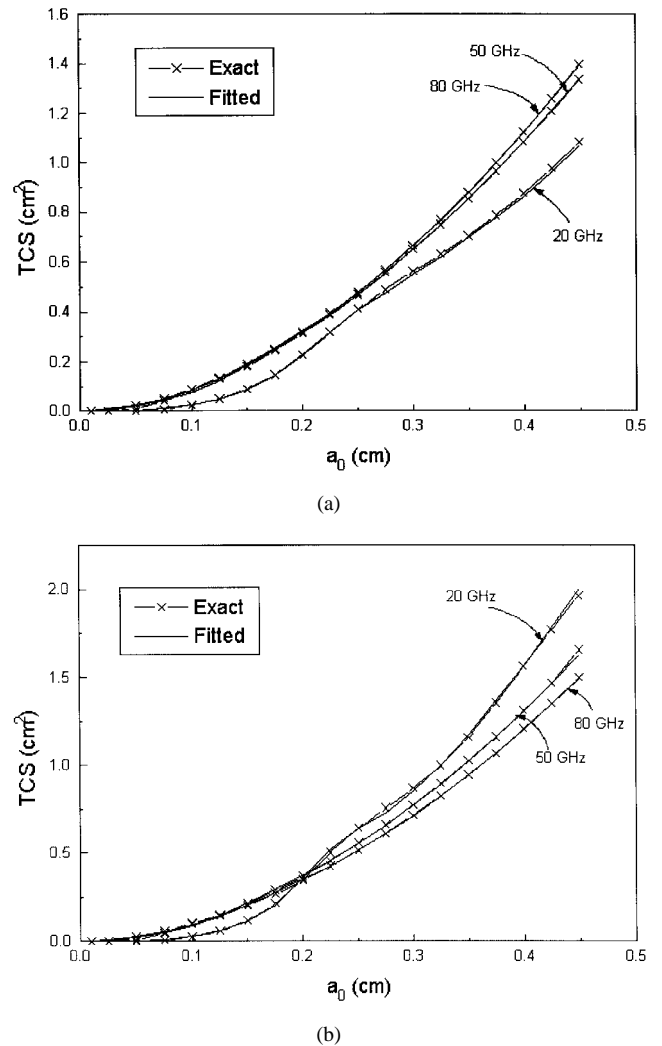 1.6
1.4
1.2
1.0
0.8
0.6
0.4
0.2
0.0
TCS (cm²)
Exact
Fitted
50 GHz
80 GHz
20 GHz
0.0 0.1 0.2 0.3 0.4 0.5
a₀ (cm)
(a)
2.0
1.5
1.0
0.5
0.0
TCS (cm²)
Exact
Fitted
20 GHz
80 GHz
50 GHz
0.0 0.1 0.2 0.3 0.4 0.5
a₀ (cm)
(b)